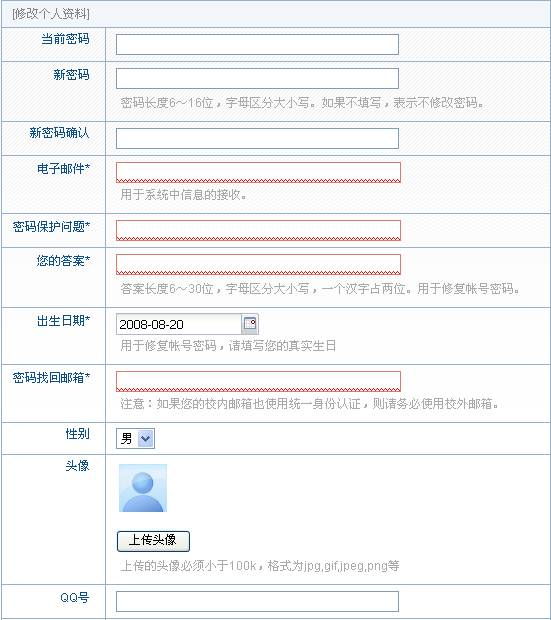 [修改个人资料]
当前密码
新密码
密码长度6～16位，字母区分大小写。如果不填写，表示不修改密码。
新密码确认
电子邮件*
用于系统中信息的接收。
密码保护问题*
您的答案*
答案长度6～30位，字母区分大小写，一个汉字占两位。用于修复帐号密码。
出生日期*
2008-08-20
用于修复帐号密码，请填写您的真实生日
密码找回邮箱*
注意：如果您的校内邮箱也使用统一身份认证，则请务必使用校外邮箱。
性别
男
头像
上传头像
上传的头像必须小于100k，格式为jpg,gif,jpeg,png等
QQ号